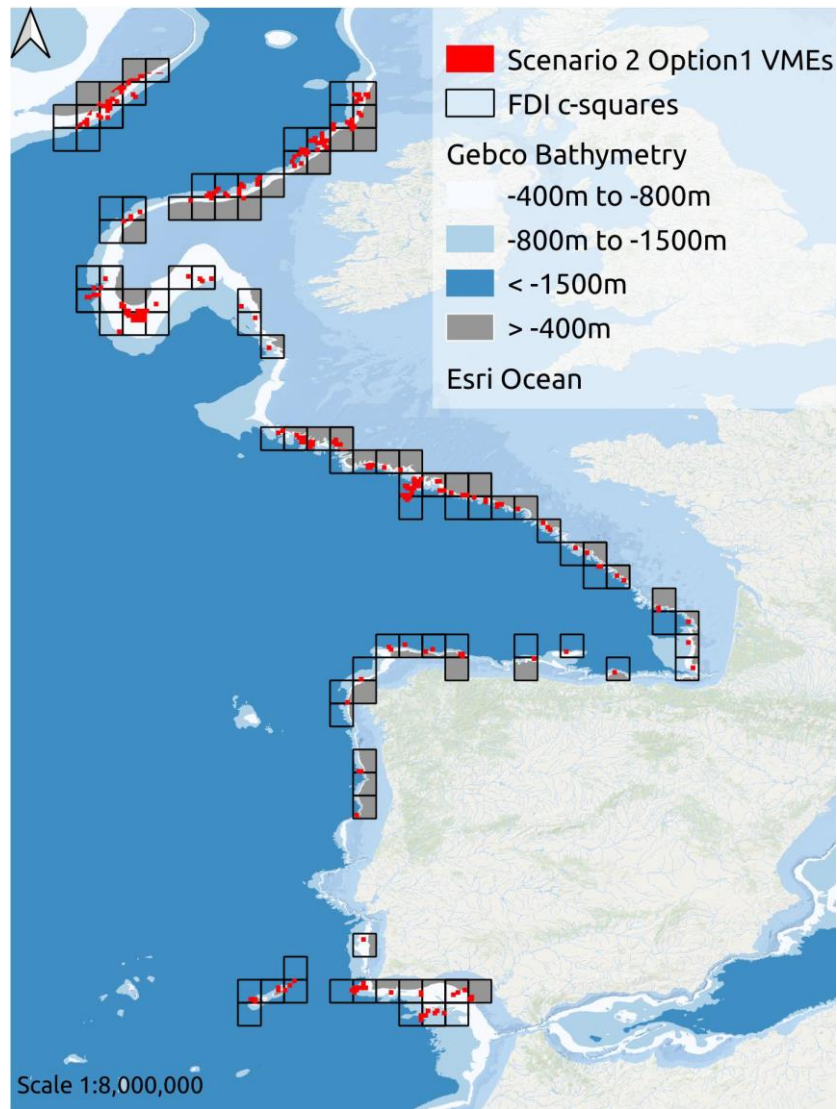 Scenario 2 Option1 VMEs
FDI c-squares
Gebco Bathymetry
-400m to -800m
-800m to -1500m
< -1500m
> -400m
Esri Ocean
Scale 1:8,000,000